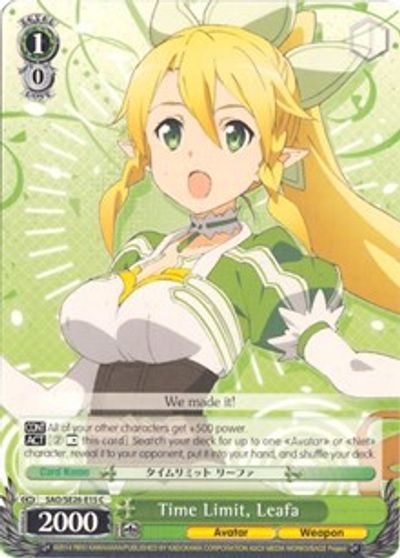 1
0
We made it!
CONT All of your other characters get +500 power.
ACT [② this card] Search your deck for up to one «Avatar» or «Net»
character, reveal it to your opponent, put it into your hand, and shuffle your deck.
Card Name タイムリミット リーファ
SAO/SE26-E15 C
Time Limit, Leafa
2000
Avatar Weapon